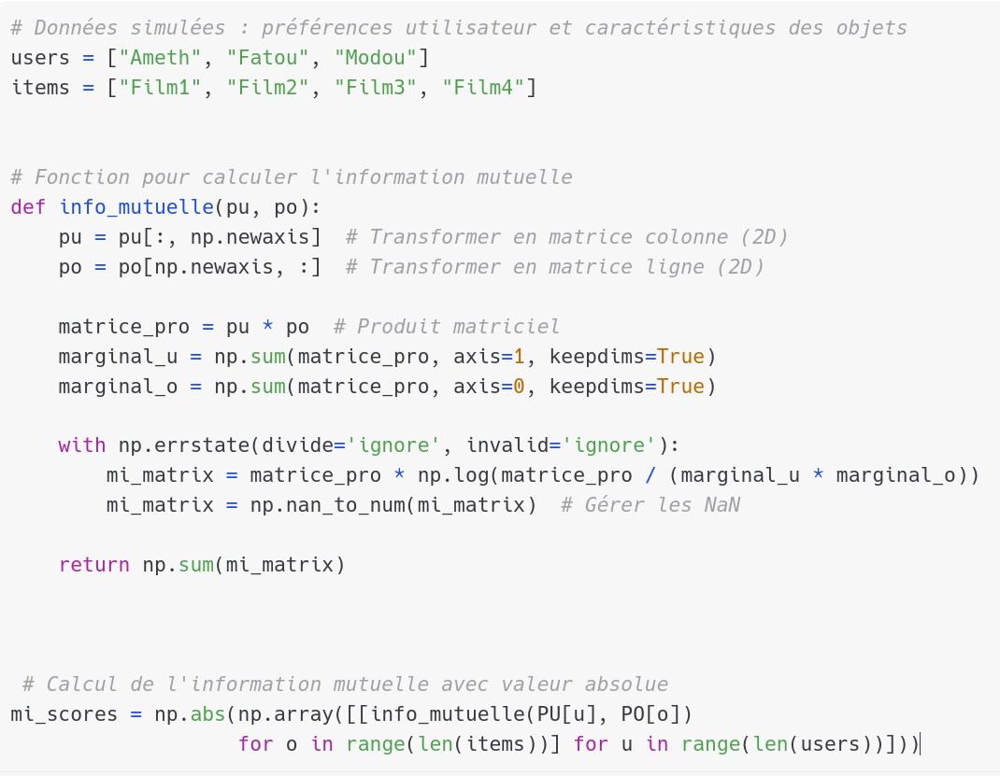 # Données simulées : préférences utilisateur et caractéristiques des objets
users = ["Ameth", "Fatou", "Modou"]
items = ["Film1", "Film2", "Film3", "Film4"]
# Fonction pour calculer l'information mutuelle
def info_mutuelle(pu, po):
    pu = pu[:, np.newaxis]  # Transformer en matrice colonne (2D)
    po = po[np.newaxis, :]  # Transformer en matrice ligne (2D)
    matrice_pro = pu * po  # Produit matriciel
    marginal_u = np.sum(matrice_pro, axis=1, keepdims=True)
    marginal_o = np.sum(matrice_pro, axis=0, keepdims=True)
    with np.errstate(divide='ignore', invalid='ignore'):
        mi_matrix = matrice_pro * np.log(matrice_pro / (marginal_u * marginal_o))
        mi_matrix = np.nan_to_num(mi_matrix)  # Gérer les NaN
    return np.sum(mi_matrix)
 # Calcul de l'information mutuelle avec valeur absolue
mi_scores = np.abs(np.array([[info_mutuelle(PU[u], PO[o])
                   for o in range(len(items))] for u in range(len(users))]))